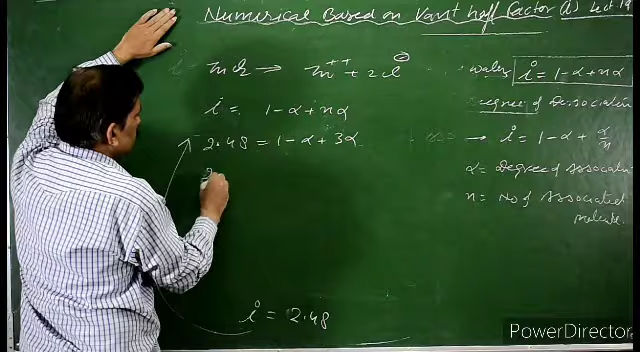 Numerical Based on Vant hoff Factor (i) Lect 19
mcl₂ → m⁺⁺ + 2cl⊖
i = 1 - α + nα
2.48 = 1 - α + 3α
i = 2.48
i = 1 - α + nα
Degree of Dissociation
→ i = 1 - α + α/n
α = Degree of Association
n = No of Associated
molecule.
PowerDirector